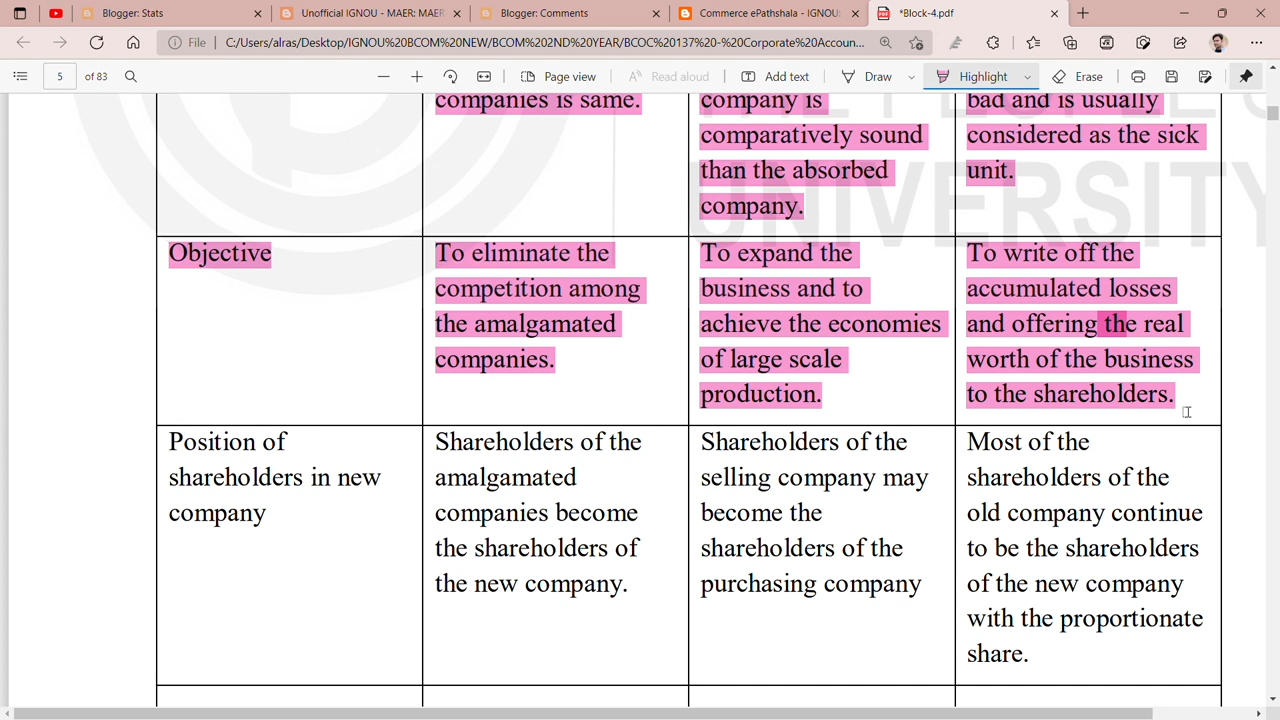 Blogger: Stats
Unofficial IGNOU - MAER: MAER
Blogger: Comments
Commerce ePathshala - IGNOU:
*Block-4.pdf
File
C:/Users/alras/Desktop/IGNOU%20BCOM%20NEW/BCOM%202ND%20YEAR/BCOC%20137%20-%20Corporate%20Accoun...
5
of 83
Page view
Read aloud
Add text
Draw
Highlight
Erase
companies is same.
company is
comparatively sound
than the absorbed
company.
bad and is usually
considered as the sick
unit.
Objective
To eliminate the
competition among
the amalgamated
companies.
To expand the
business and to
achieve the economies
of large scale
production.
To write off the
accumulated losses
and offering the real
worth of the business
to the shareholders.
Position of
shareholders in new
company
Shareholders of the
amalgamated
companies become
the shareholders of
the new company.
Shareholders of the
selling company may
become the
shareholders of the
purchasing company
Most of the
shareholders of the
old company continue
to be the shareholders
of the new company
with the proportionate
share.
UNIVERSITY